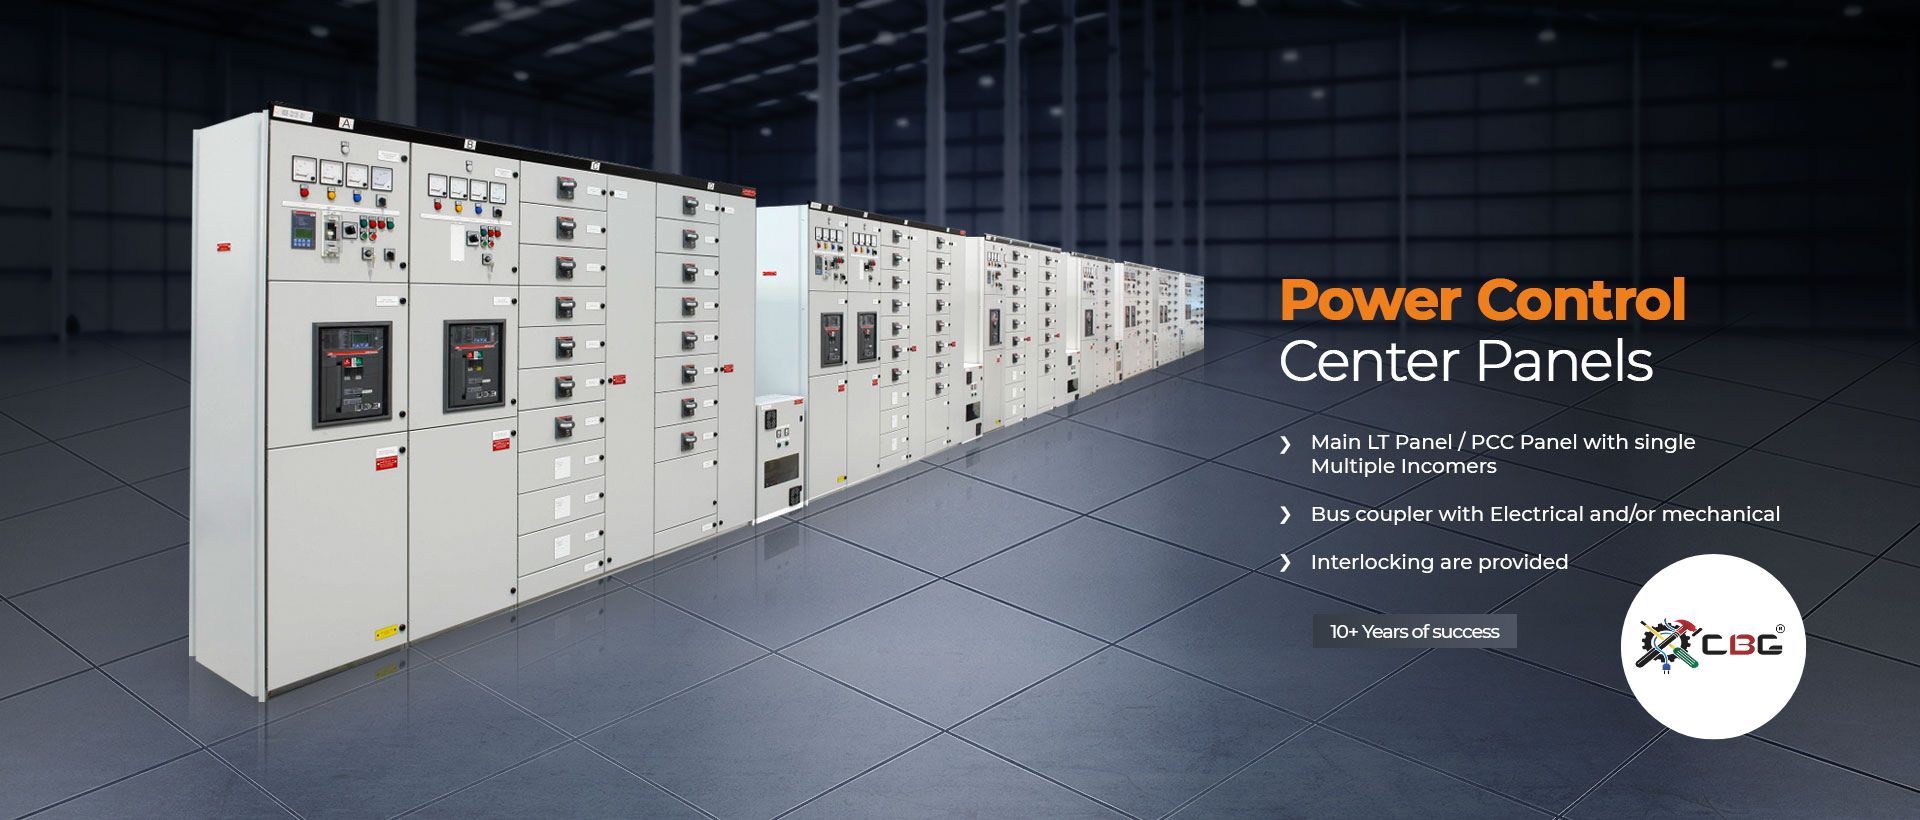 A
B
C
D
Power Control
Center Panels
Main LT Panel / PCC Panel with single
Multiple Incomers
Bus coupler with Electrical and/or mechanical
Interlocking are provided
10+ Years of success
CBG®